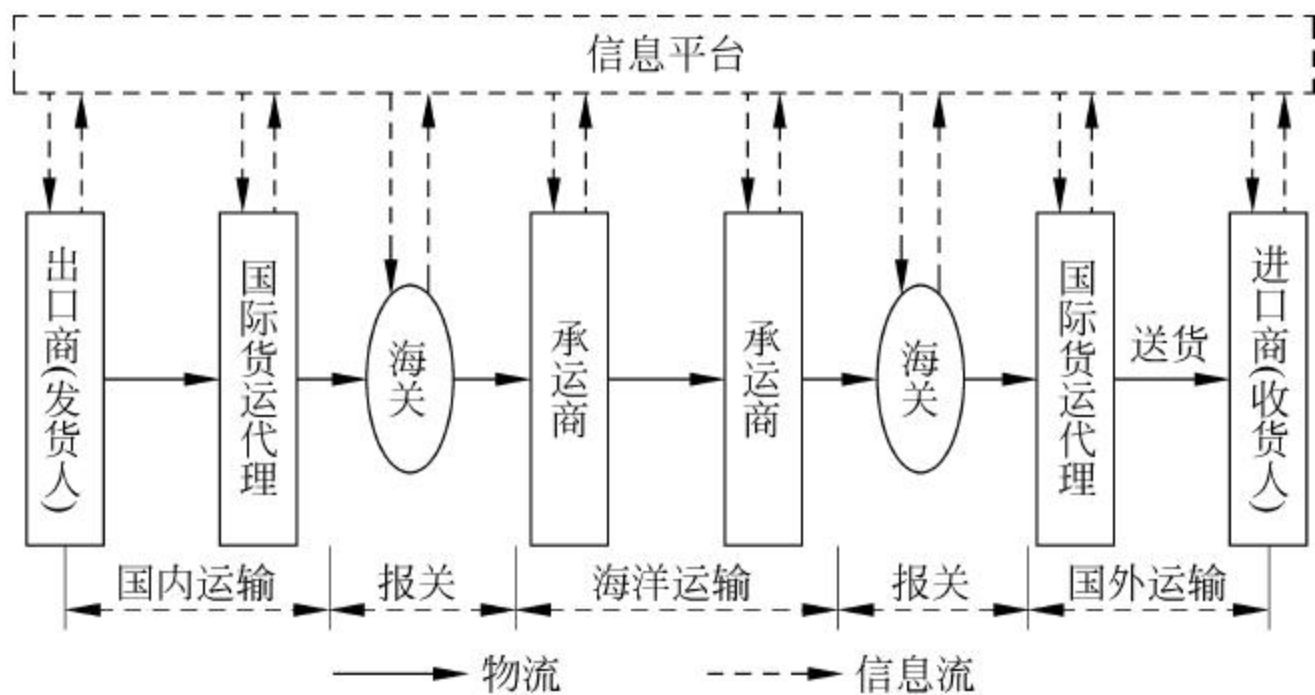 信息平台
出口商(发货人)
国际货运代理
海关
承运商
承运商
海关
国际货运代理
送货
进口商(收货人)
国内运输
报关
海洋运输
报关
国外运输
物流
信息流